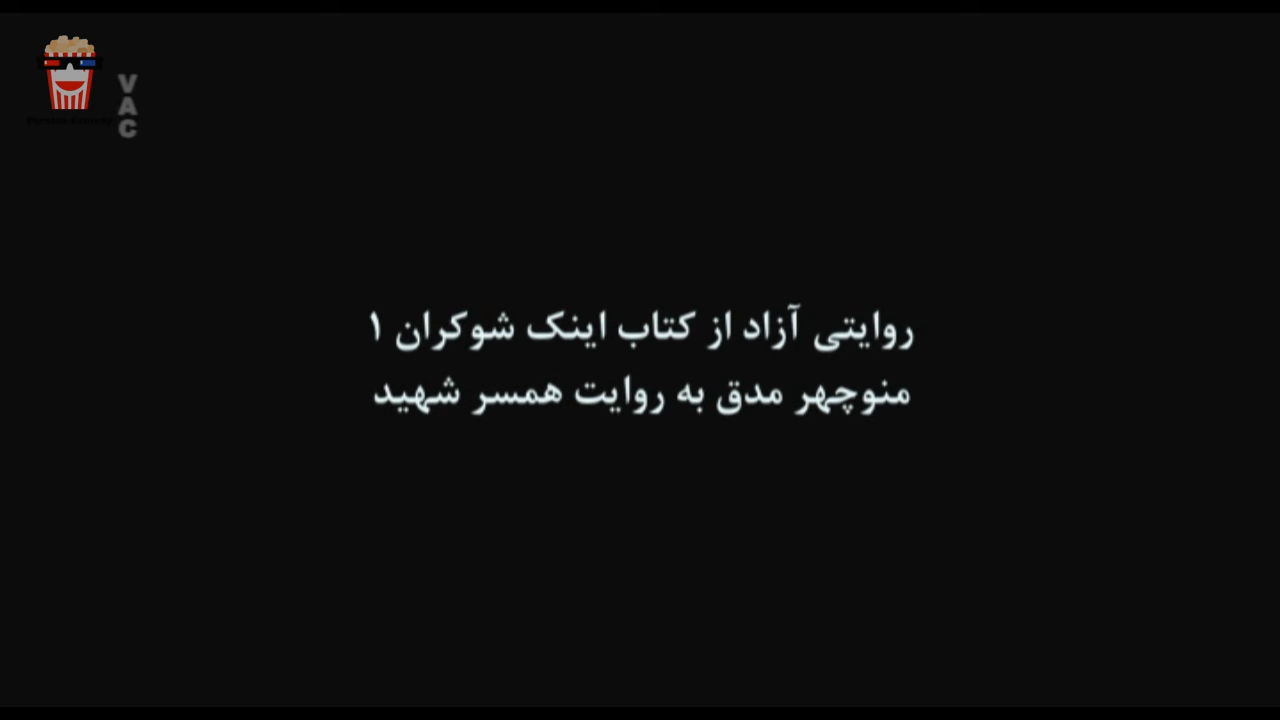 V
A
C
روایتی آزاد از کتاب اینک شوکران ۱
منوچهر مدق به روایت همسر شهید